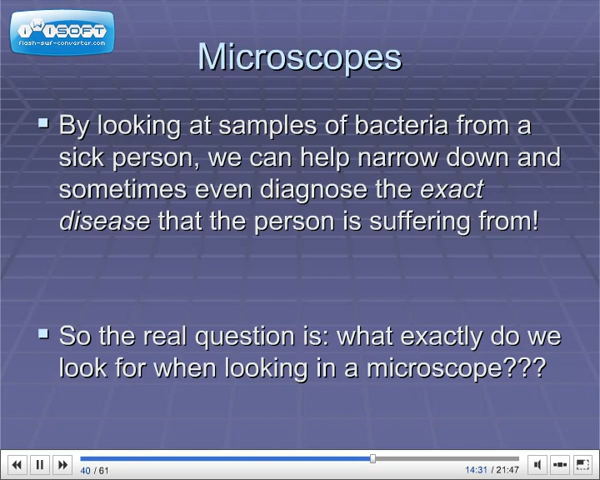 iWiSOFT
flash-swf-converter.com
Microscopes
By looking at samples of bacteria from a
sick person, we can help narrow down and
sometimes even diagnose the exact
disease that the person is suffering from!
So the real question is: what exactly do we
look for when looking in a microscope???
40 / 61
14:31 / 21:47